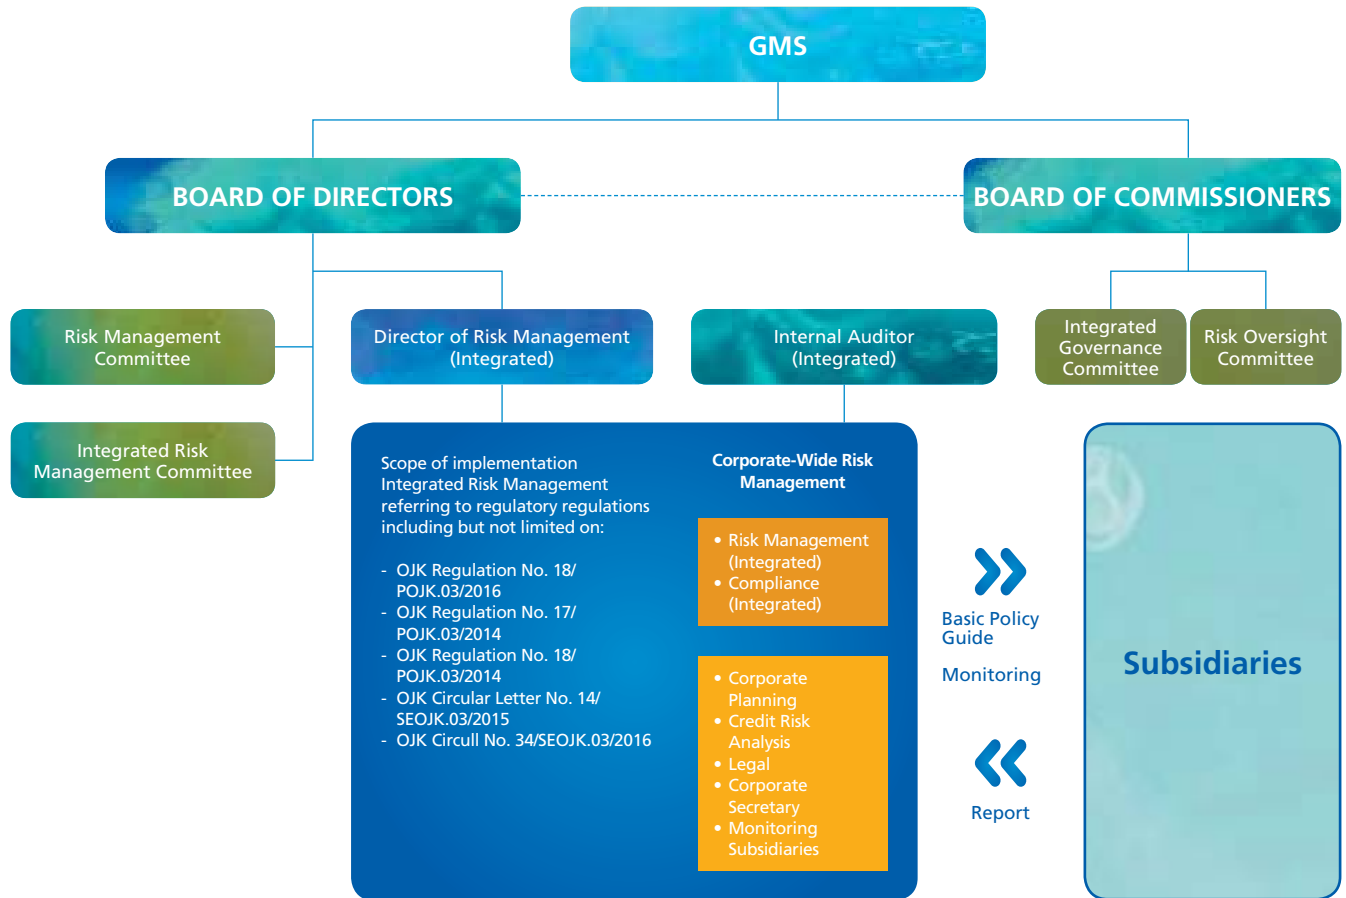 GMS
BOARD OF DIRECTORS
BOARD OF COMMISSIONERS
Risk Management
Committee
Director of Risk Management
(Integrated)
Internal Auditor
(Integrated)
Integrated
Governance
Committee
Risk Oversight
Committee
Integrated Risk
Management Committee
Scope of implementation
Integrated Risk Management
referring to regulatory regulations
including but not limited on:
- OJK Regulation No. 18/
POJK.03/2016
- OJK Regulation No. 17/
POJK.03/2014
- OJK Regulation No. 18/
POJK.03/2014
- OJK Circular Letter No. 14/
SEOJK.03/2015
- OJK Circull No. 34/SEOJK.03/2016
Corporate-Wide Risk
Management
• Risk Management
(Integrated)
• Compliance
(Integrated)
• Corporate
Planning
• Credit Risk
Analysis
• Legal
• Corporate
Secretary
• Monitoring
Subsidiaries
Basic Policy
Guide
Monitoring
Report
Subsidiaries